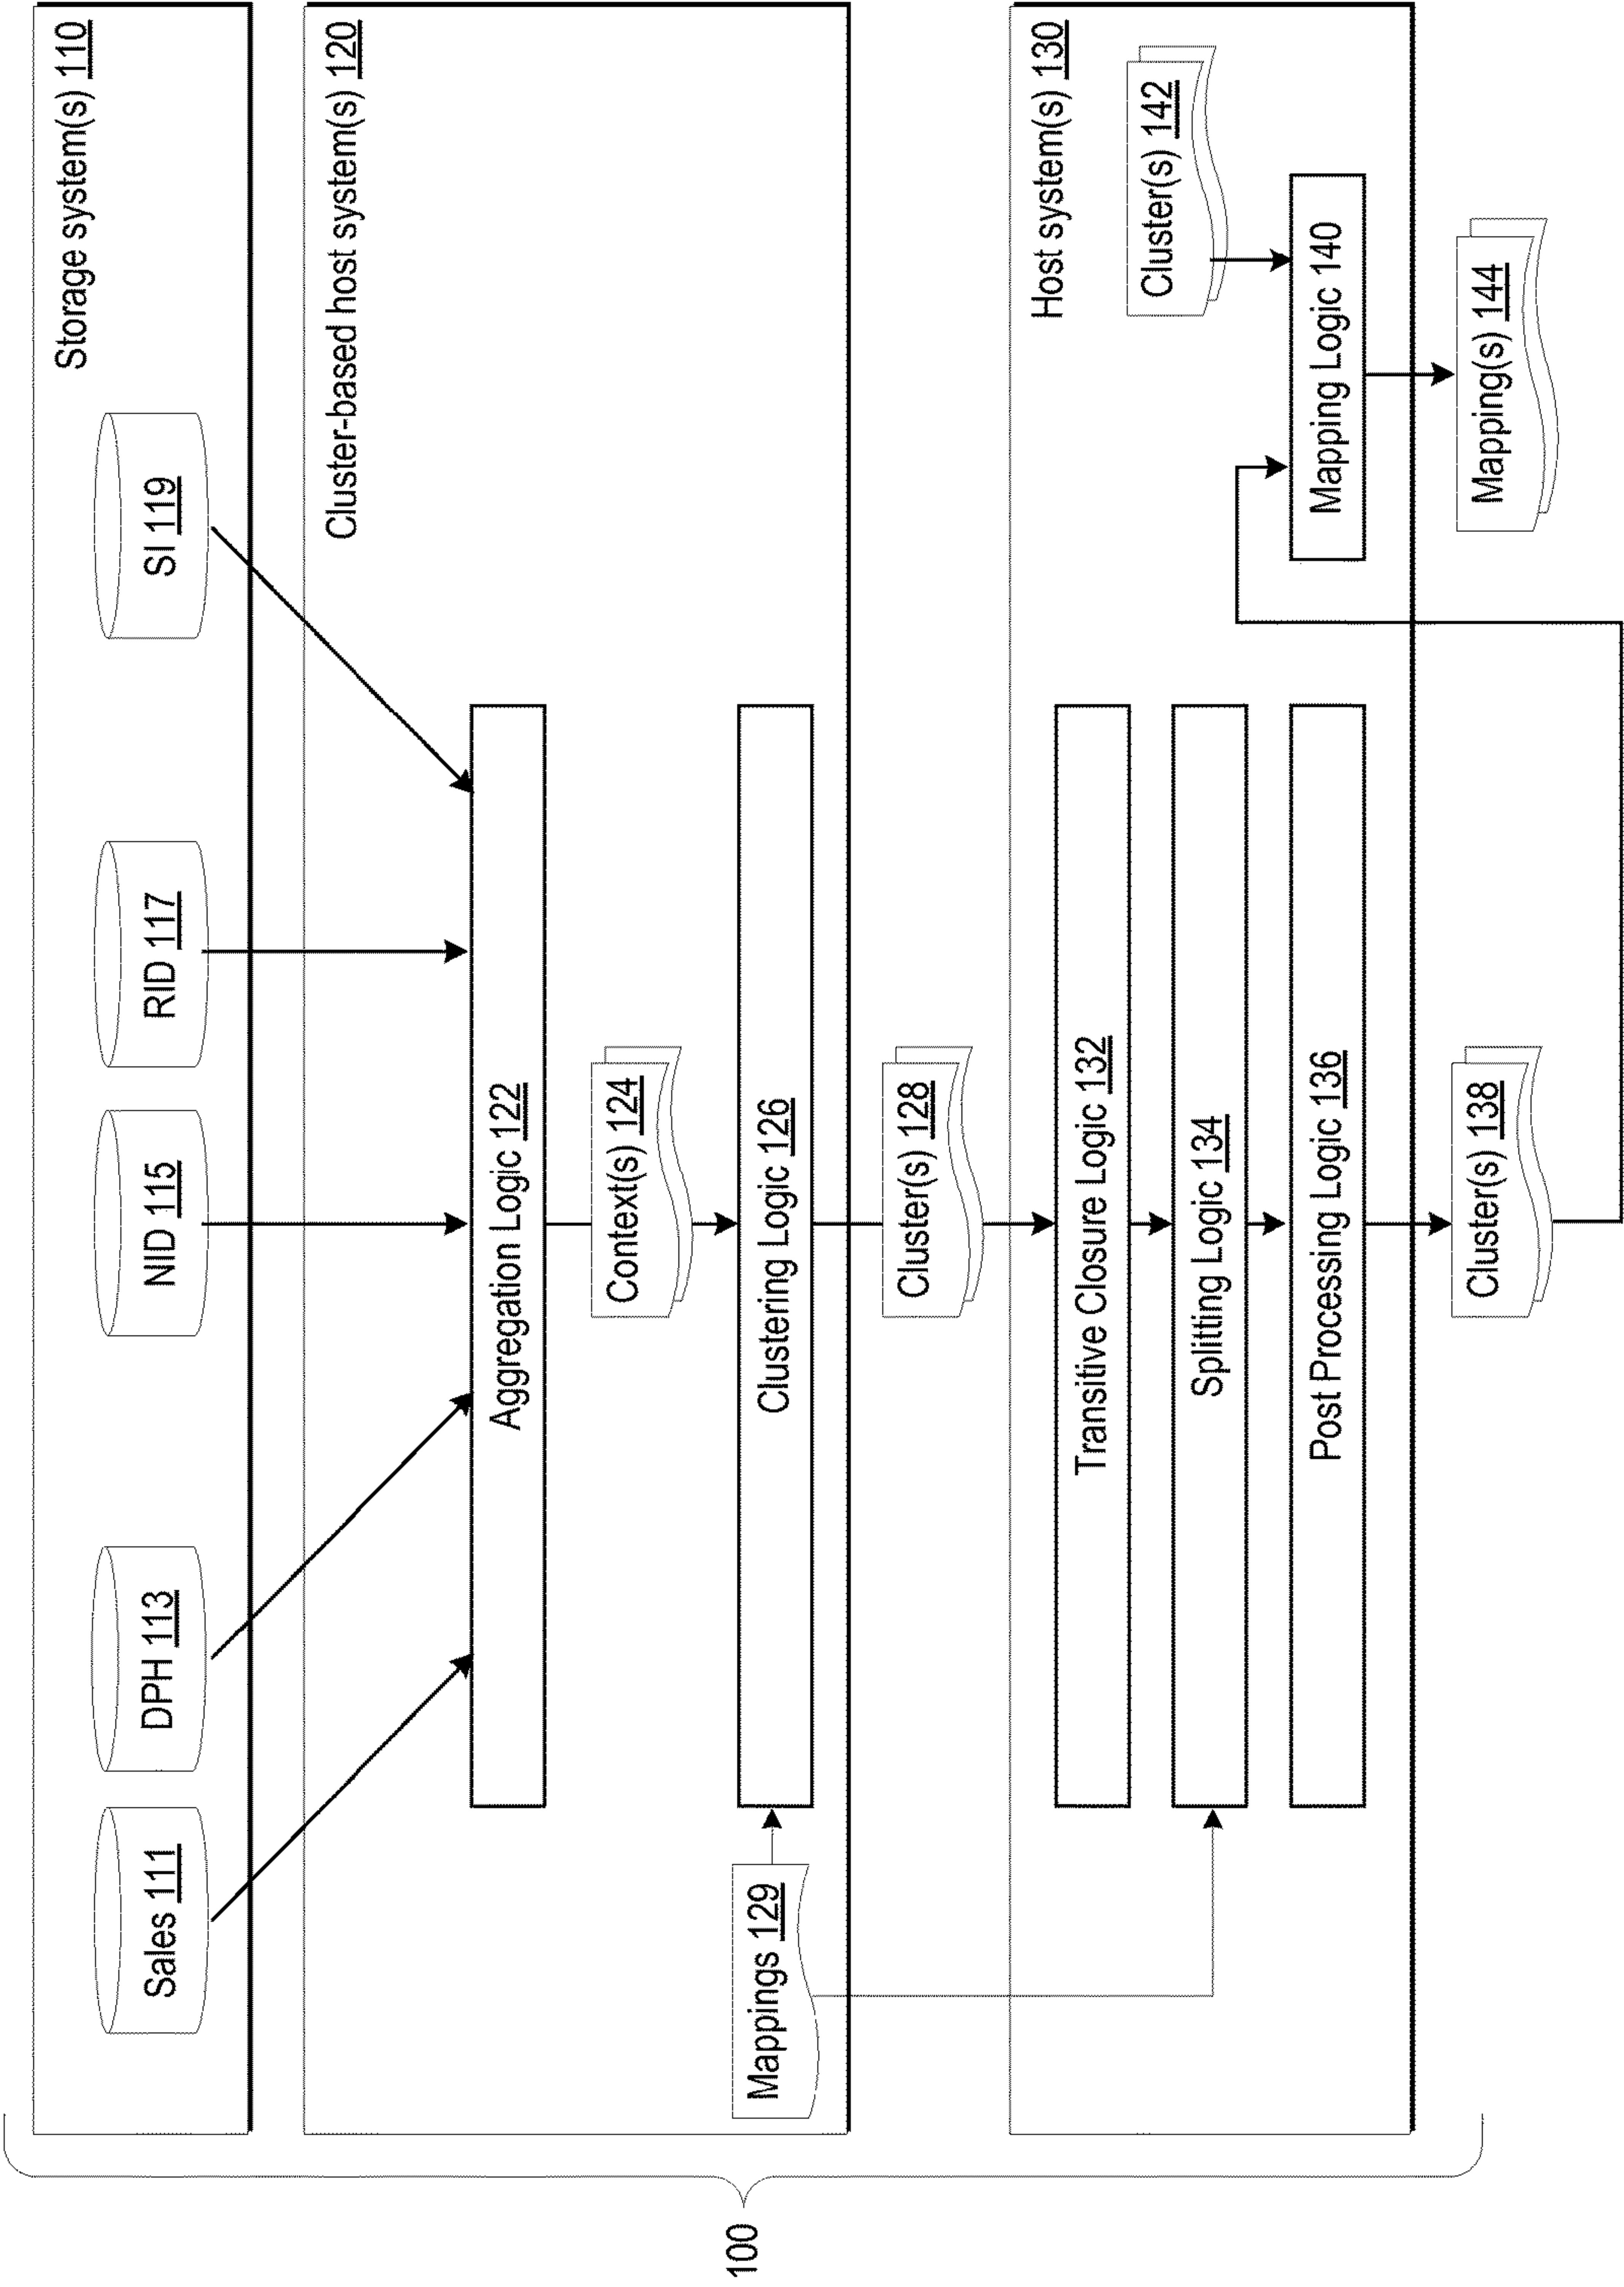 100
Storage system(s) 110
Sales 111
DPH 113
NID 115
RID 117
SI 119
Cluster-based host system(s) 120
Aggregation Logic 122
Context(s) 124
Mappings 129
Clustering Logic 126
Cluster(s) 128
Host system(s) 130
Transitive Closure Logic 132
Splitting Logic 134
Post Processing Logic 136
Cluster(s) 142
Mapping Logic 140
Cluster(s) 138
Mapping(s) 144